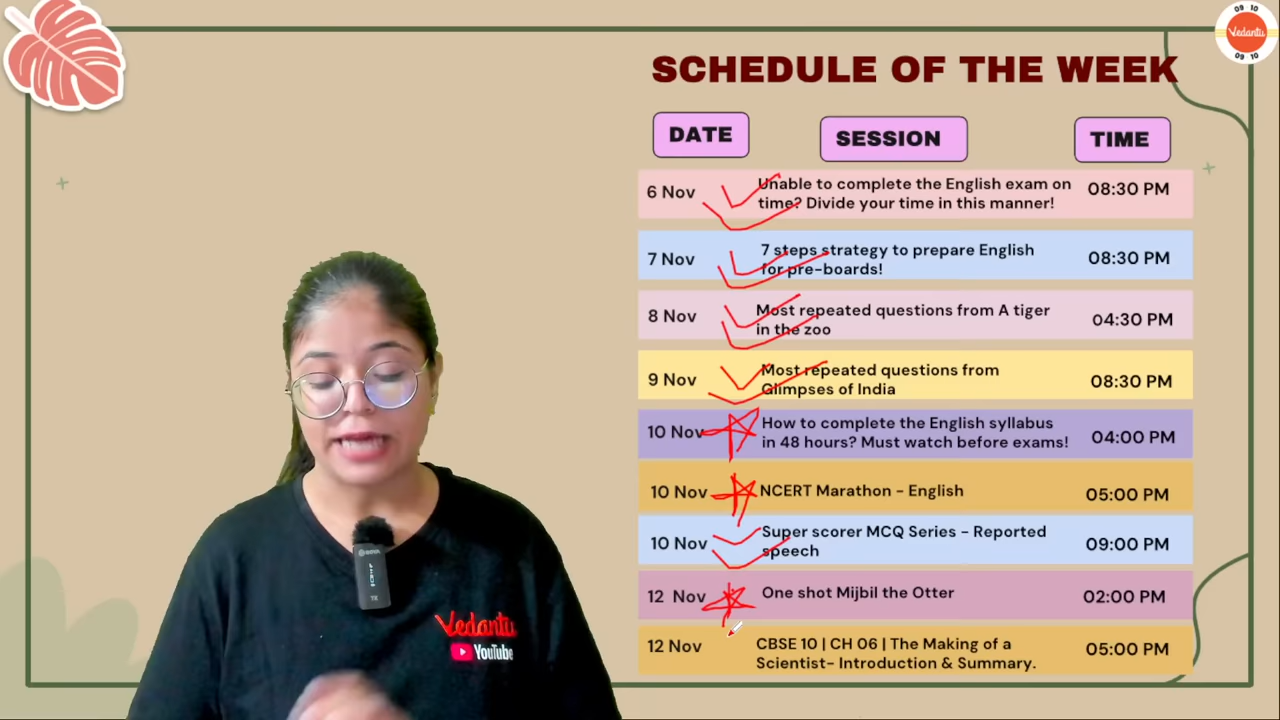 09 10
Vedantu
09 10
SCHEDULE OF THE WEEK
DATE SESSION TIME
6 Nov Unable to complete the English exam on 08:30 PM
time? Divide your time in this manner!
7 Nov 7 steps strategy to prepare English 08:30 PM
for pre-boards!
8 Nov Most repeated questions from A tiger 04:30 PM
in the zoo
9 Nov Most repeated questions from 08:30 PM
Glimpses of India
10 Nov How to complete the English syllabus 04:00 PM
in 48 hours? Must watch before exams!
10 Nov NCERT Marathon - English 05:00 PM
10 Nov Super scorer MCQ Series - Reported 09:00 PM
speech
12 Nov One shot Mijbil the Otter 02:00 PM
12 Nov CBSE 10 | CH 06 | The Making of a 05:00 PM
Scientist- Introduction & Summary.
Vedantu
YouTube